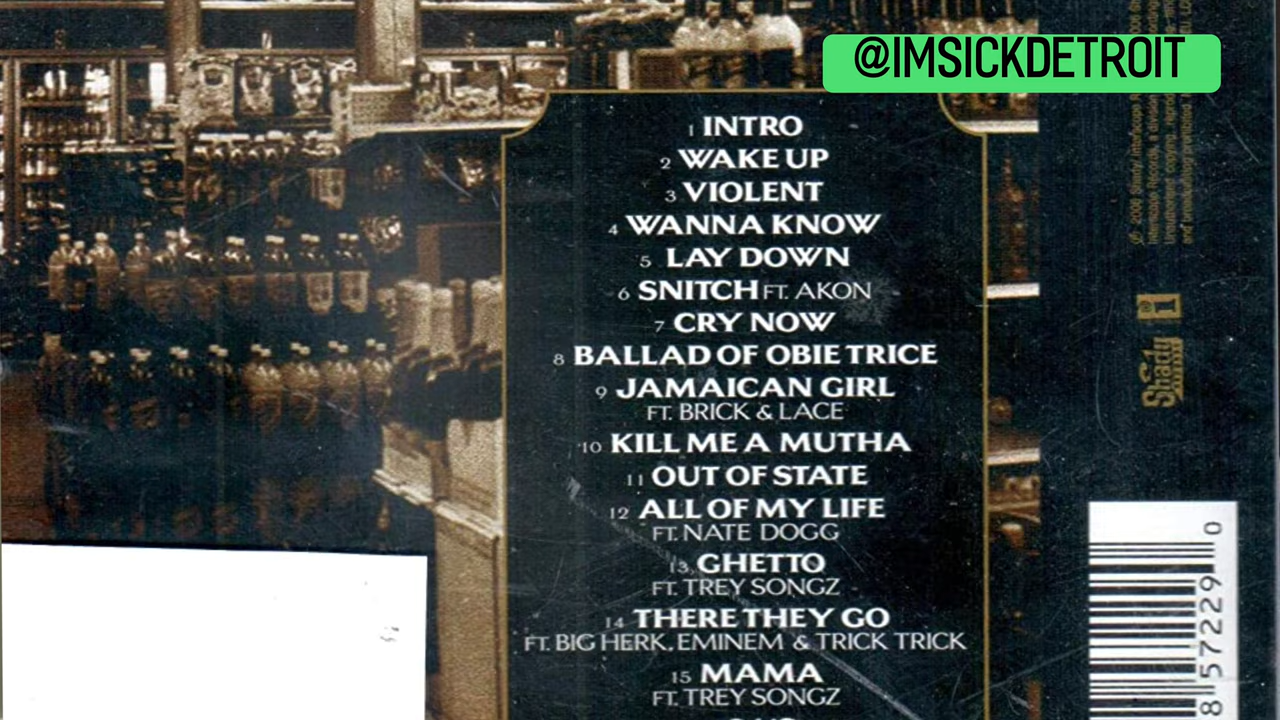 @IMSICKDETROIT
1 INTRO
2 WAKE UP
3 VIOLENT
4 WANNA KNOW
5 LAY DOWN
6 SNITCH FT. AKON
7 CRY NOW
8 BALLAD OF OBIE TRICE
9 JAMAICAN GIRL
FT. BRICK & LACE
10 KILL ME A MUTHA
11 OUT OF STATE
12 ALL OF MY LIFE
FT. NATE DOGG
13 GHETTO
FT. TREY SONGZ
14 THERE THEY GO
FT. BIG HERK, EMINEM & TRICK TRICK
15 MAMA
FT. TREY SONGZ
Shady
8 57229 0